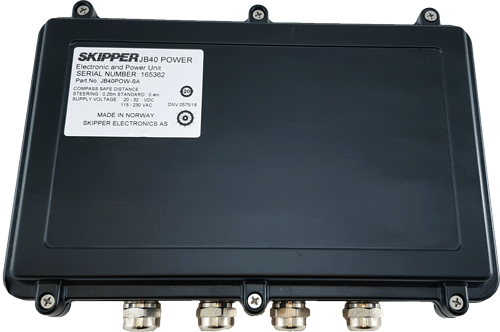 SKIPPER JB40 POWER
Electronic and Power Unit
SERIAL NUMBER: 165362
Part.No. JB40POW-SA
COMPASS SAFE DISTANCE
STEERING : 0.25m STANDARD : 0.4m
SUPPLY VOLTAGE 20 - 32 VDC
115 / 230 VAC DNV 0575/18
MADE IN NORWAY
SKIPPER ELECTRONICS AS
20